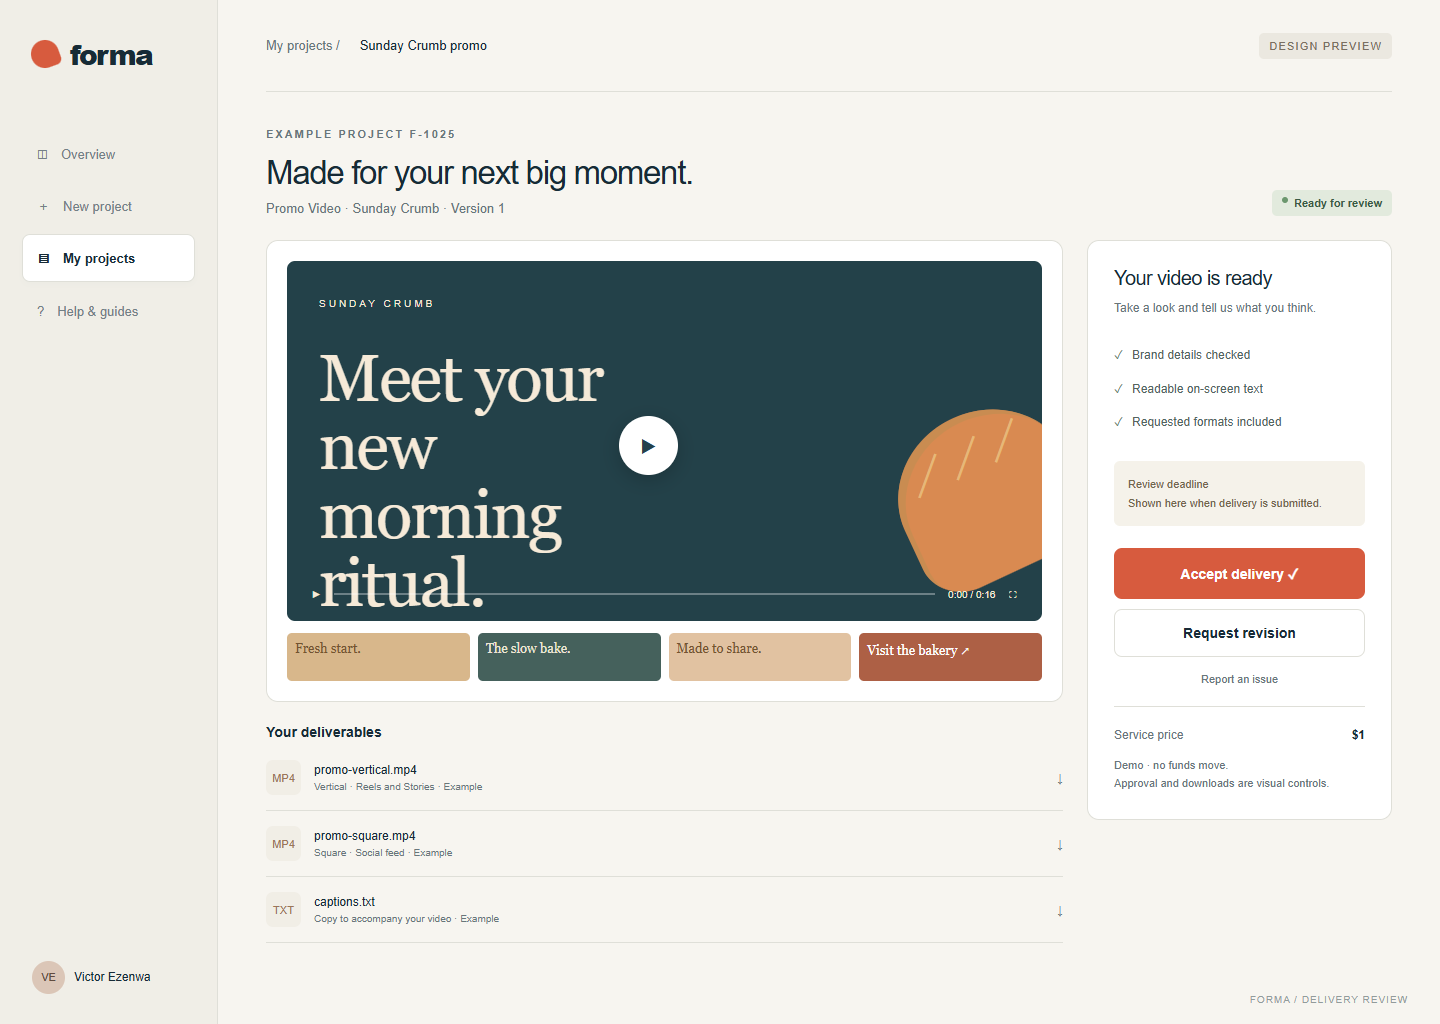 forma
Overview
+ New project
My projects
? Help & guides
VE Victor Ezenwa
My projects / Sunday Crumb promo
DESIGN PREVIEW
EXAMPLE PROJECT F-1025
Made for your next big moment.
Promo Video · Sunday Crumb · Version 1
Ready for review
SUNDAY CRUMB
Meet your
new
morning
ritual.
0:00 / 0:16
Fresh start.
The slow bake.
Made to share.
Visit the bakery ↗
Your deliverables
MP4
promo-vertical.mp4
Vertical · Reels and Stories · Example
↓
MP4
promo-square.mp4
Square · Social feed · Example
↓
TXT
captions.txt
Copy to accompany your video · Example
↓
Your video is ready
Take a look and tell us what you think.
✓ Brand details checked
✓ Readable on-screen text
✓ Requested formats included
Review deadline
Shown here when delivery is submitted.
Accept delivery ✓
Request revision
Report an issue
Service price $1
Demo · no funds move.
Approval and downloads are visual controls.
FORMA / DELIVERY REVIEW